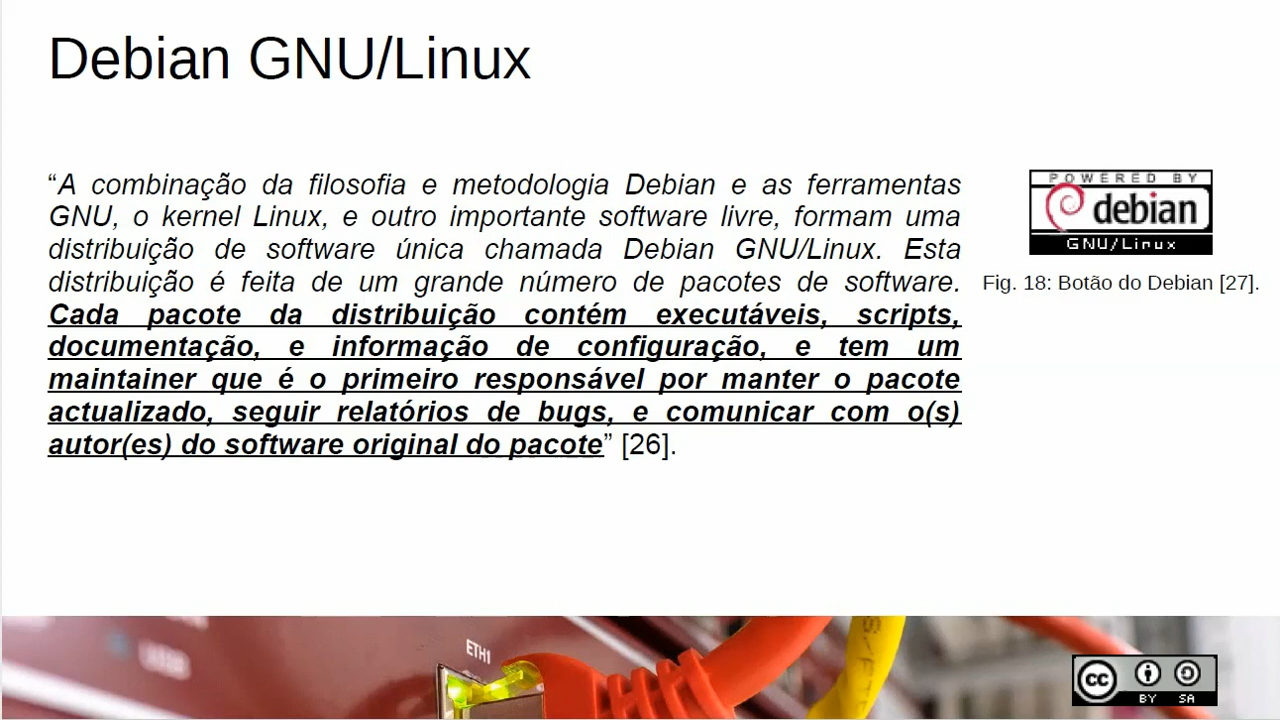 Debian GNU/Linux
“A combinação da filosofia e metodologia Debian e as ferramentas
GNU, o kernel Linux, e outro importante software livre, formam uma
distribuição de software única chamada Debian GNU/Linux. Esta
distribuição é feita de um grande número de pacotes de software.
Cada pacote da distribuição contém executáveis, scripts,
documentação, e informação de configuração, e tem um
maintainer que é o primeiro responsável por manter o pacote
actualizado, seguir relatórios de bugs, e comunicar com o(s)
autor(es) do software original do pacote” [26].
POWERED BY
debian
GNU/Linux
Fig. 18: Botão do Debian [27].
ETH1
S/FT
cc
BY SA